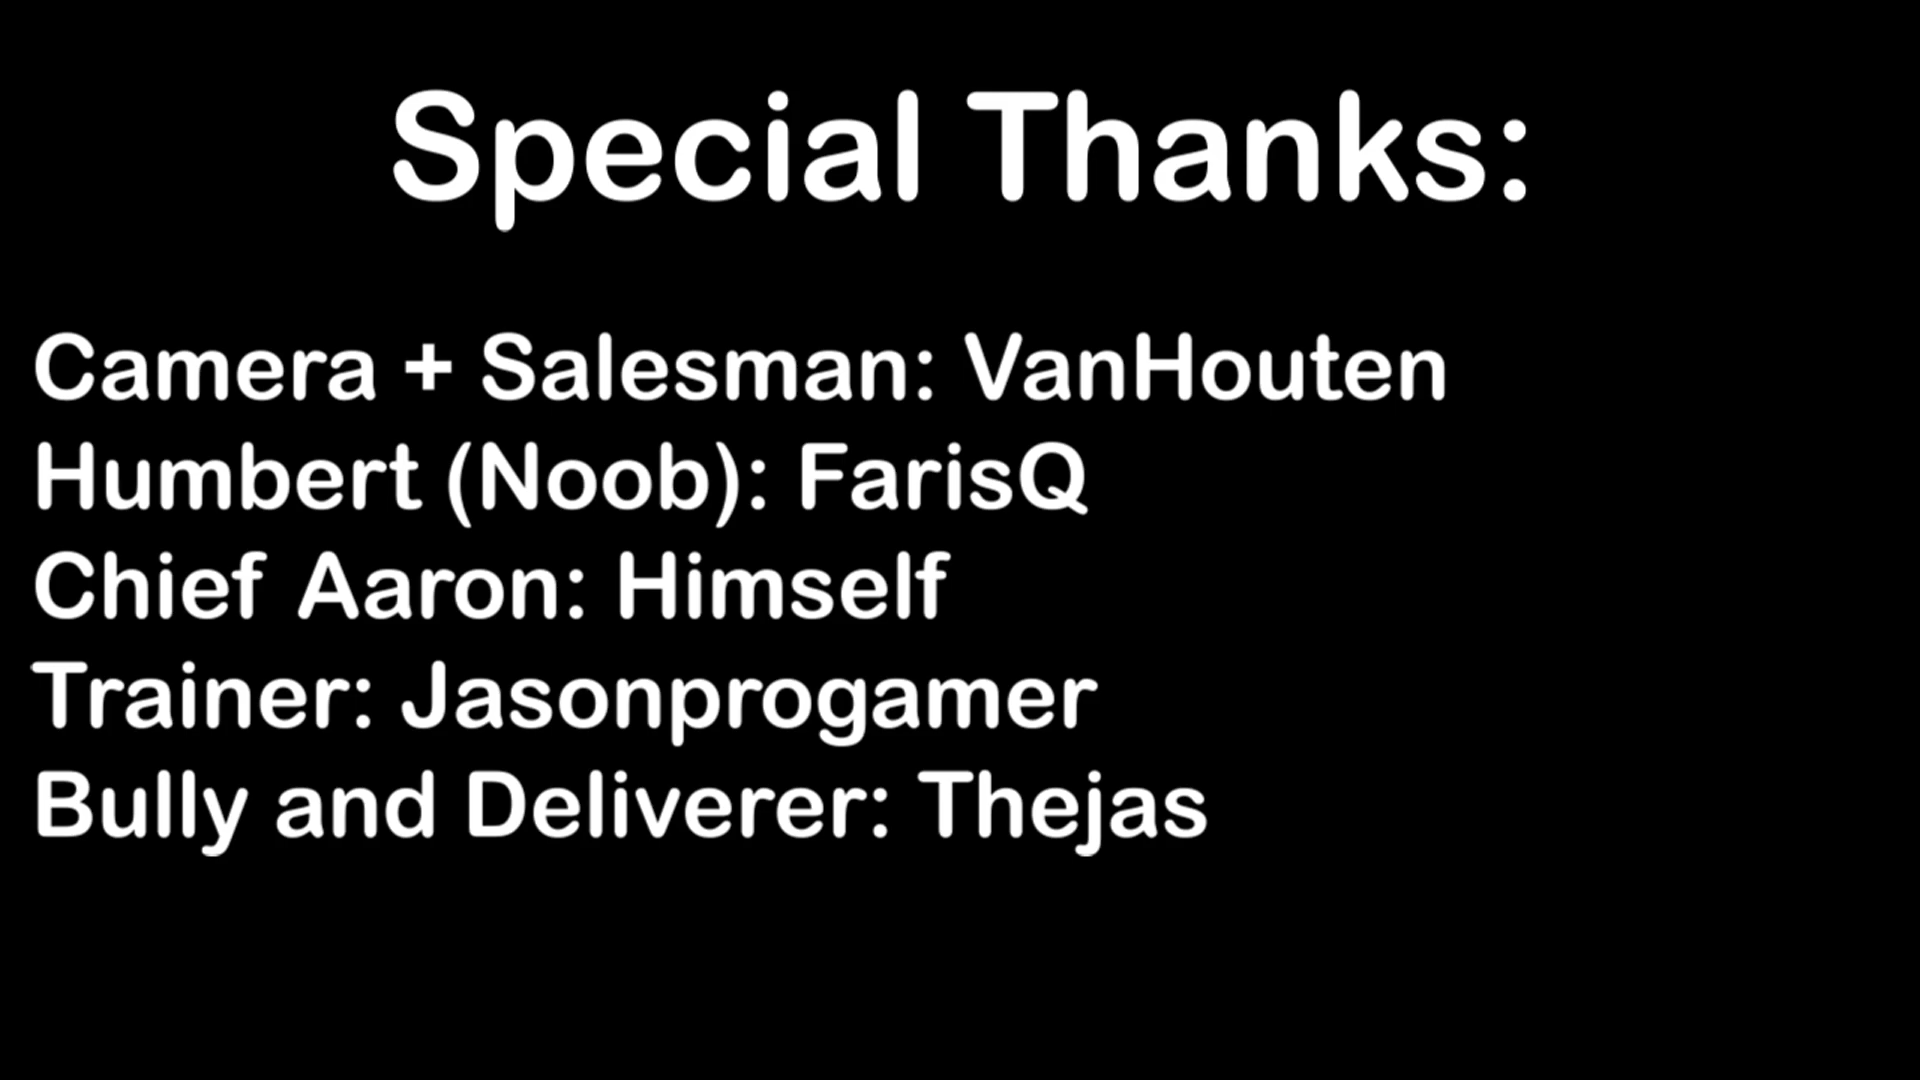 Special Thanks:
Camera + Salesman: VanHouten
Humbert (Noob): FarisQ
Chief Aaron: Himself
Trainer: Jasonprogamer
Bully and Deliverer: Thejas